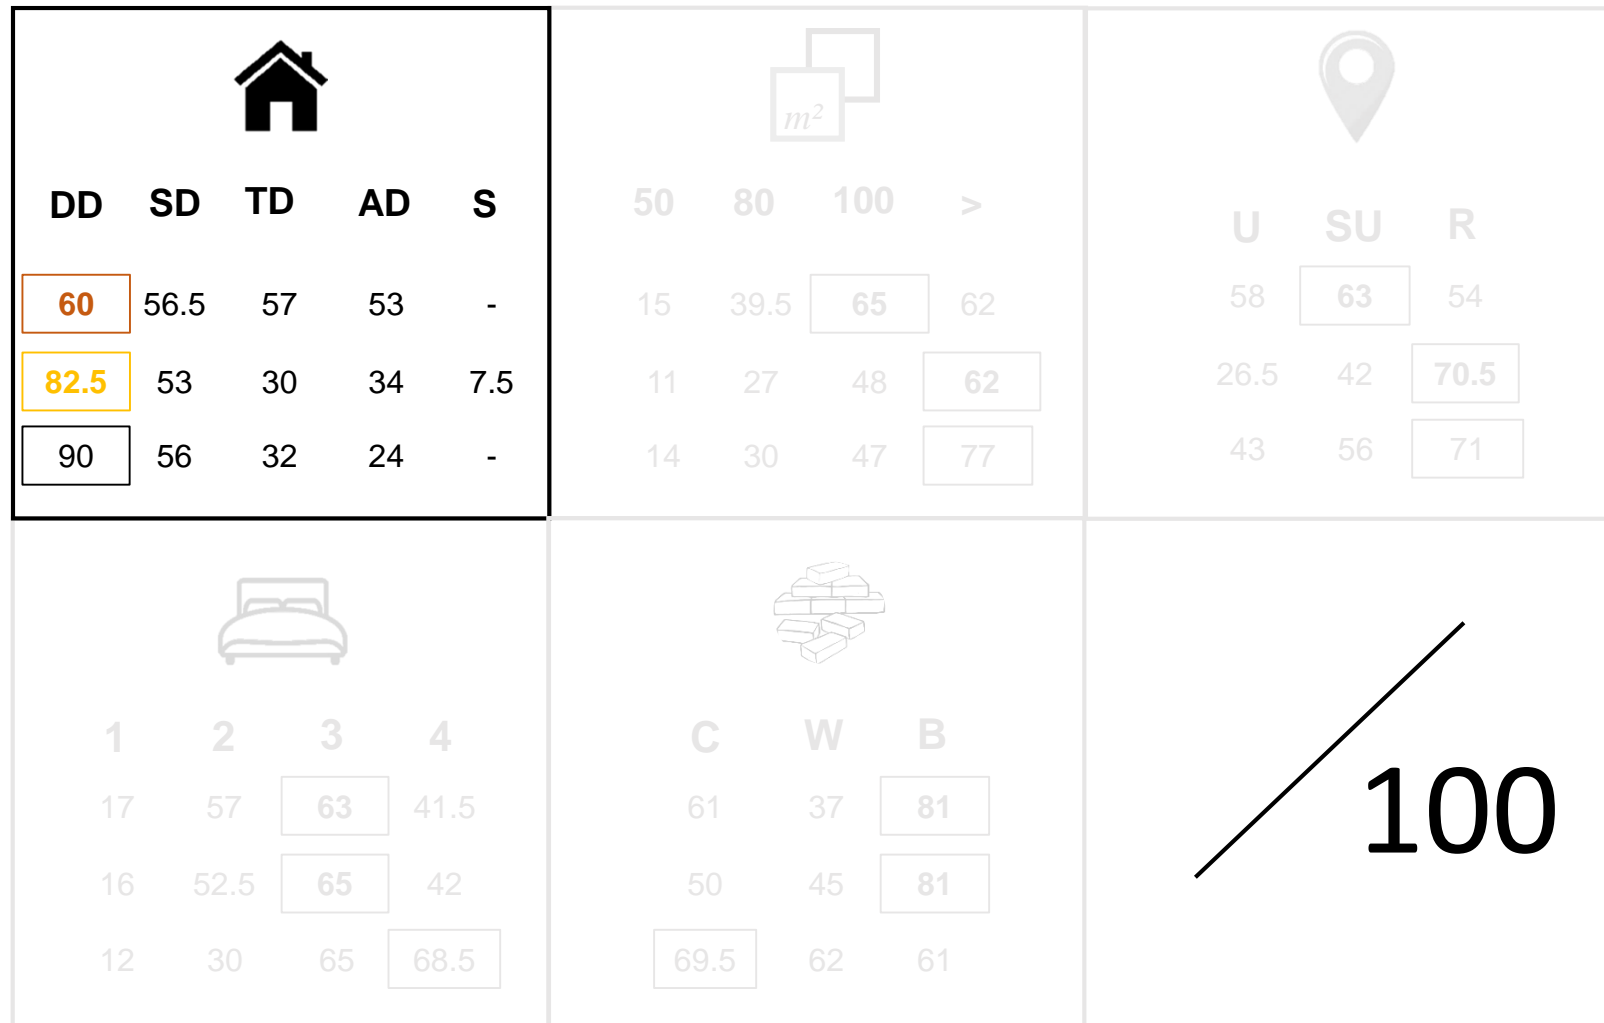 DD SD TD AD S
60 56.5 57 53 -
82.5 53 30 34 7.5
90 56 32 24 -
m²
50 80 100 >
15 39.5 65 62
11 27 48 62
14 30 47 77
U SU R
58 63 54
26.5 42 70.5
43 56 71
1 2 3 4
17 57 63 41.5
16 52.5 65 42
12 30 65 68.5
C W B
61 37 81
50 45 81
69.5 62 61
100